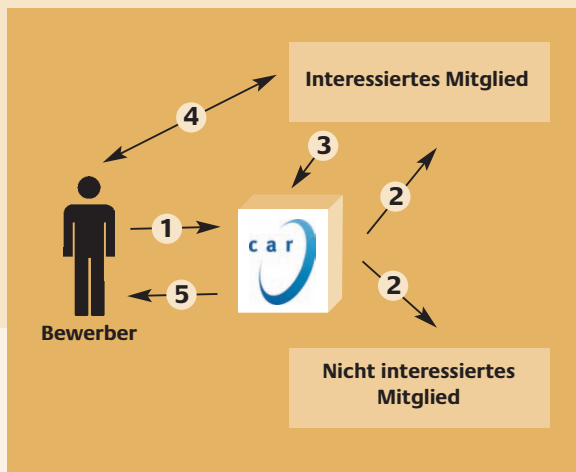 Interessiertes Mitglied
4
3
2
1
car
2
5
Bewerber
Nicht interessiertes
Mitglied